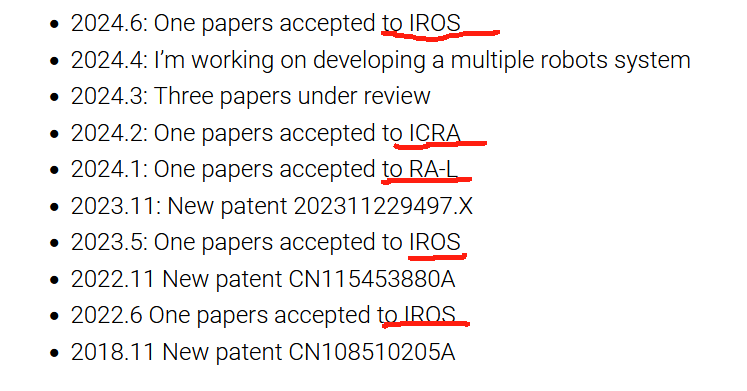 2024.6: One papers accepted to IROS
2024.4: I’m working on developing a multiple robots system
2024.3: Three papers under review
2024.2: One papers accepted to ICRA
2024.1: One papers accepted to RA-L
2023.11: New patent 202311229497.X
2023.5: One papers accepted to IROS
2022.11 New patent CN115453880A
2022.6 One papers accepted to IROS
2018.11 New patent CN108510205A